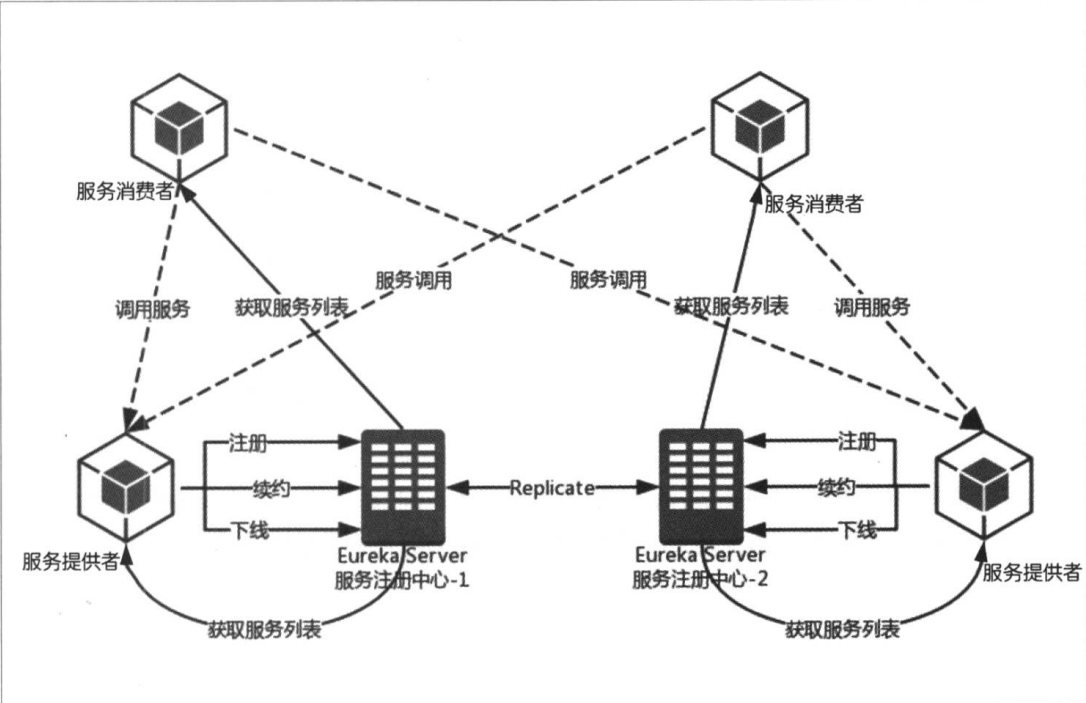 服务消费者
服务消费者
服务调用
服务调用
调用服务
获取服务列表
获取服务列表
调用服务
注册
续约
下线
Replicate
注册
续约
下线
服务提供者
Eureka Server
服务注册中心-1
Eureka Server
服务注册中心-2
服务提供者
获取服务列表
获取服务列表